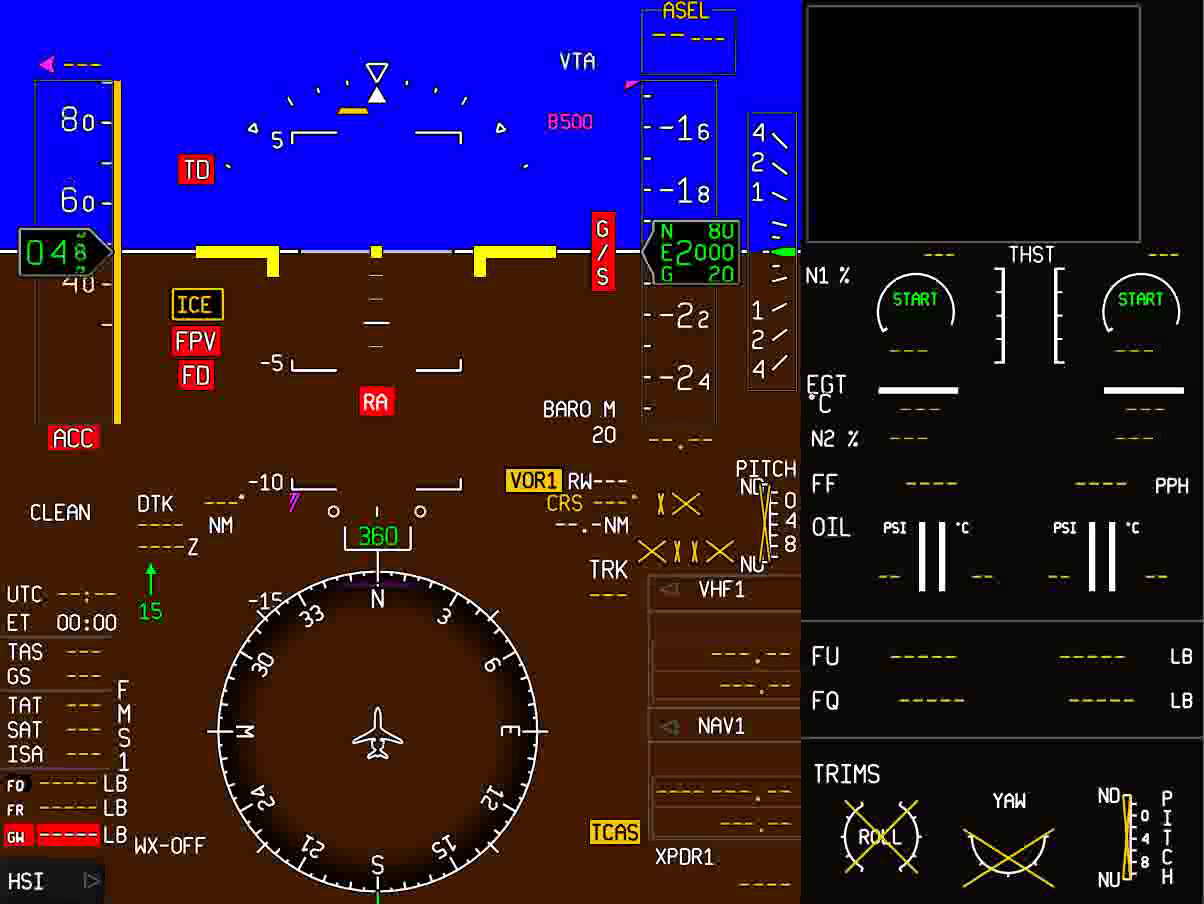 ASEL
-- ---
---
VTA
80
5
-16
B500
4
2
1
TD
60
-18
G/S
048
N 80
E2000
G 20
40
ICE
FPV
FD
-5
RA
-22
1
2
4
-24
ACC
BARO M
20
--.--
-10
VOR1 RW---
CRS ---°
--.-NM
PITCH
ND
0
4
8
NU
CLEAN
DTK
----
----Z
---°
NM
360
TRK
---
15
UTC --:--
ET 00:00
TAS ---
GS ---
TAT ---
SAT ---
ISA ---
FMS1
FQ ----- LB
FR ----- LB
GW ----- LB
WX-OFF
HSI
-15
N
3
6
E
12
15
S
21
24
W
30
33
VHF1
---.--
---.--
NAV1
------.--
---.--
TCAS
XPDR1
----
THST
--- ---
N1 %
START START
--- ---
EGT
°C
--- ---
N2 % --- ---
FF ---- ---- PPH
OIL PSI °C PSI °C
-- -- -- --
FU ----- ----- LB
FQ ----- ----- LB
TRIMS
ROLL
YAW
ND
0
4
8
NU
PITCH